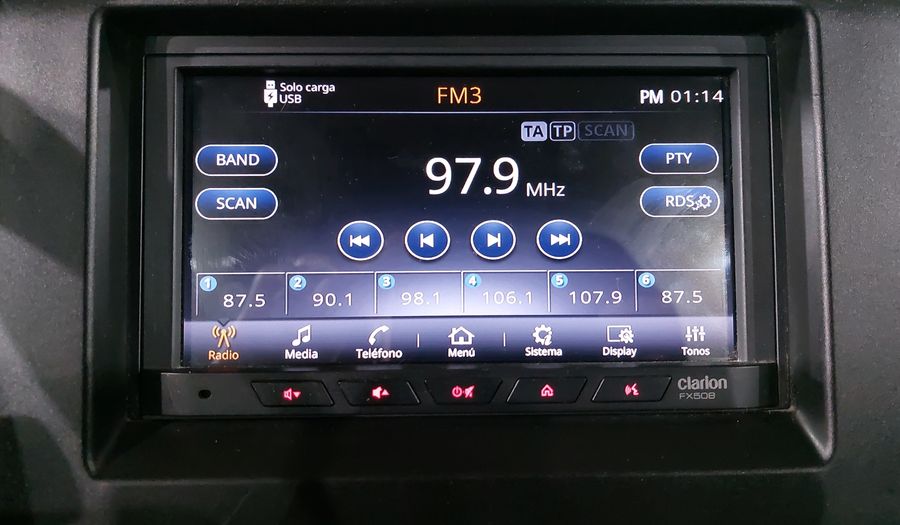 Solo carga
USB
FM3
PM 01:14
TA TP SCAN
BAND
97.9 MHz
PTY
SCAN
RDS
1 87.5
2 90.1
3 98.1
4 106.1
5 107.9
6 87.5
Radio
Media
Teléfono
Menú
Sistema
Display
Tonos
clarion
FX508